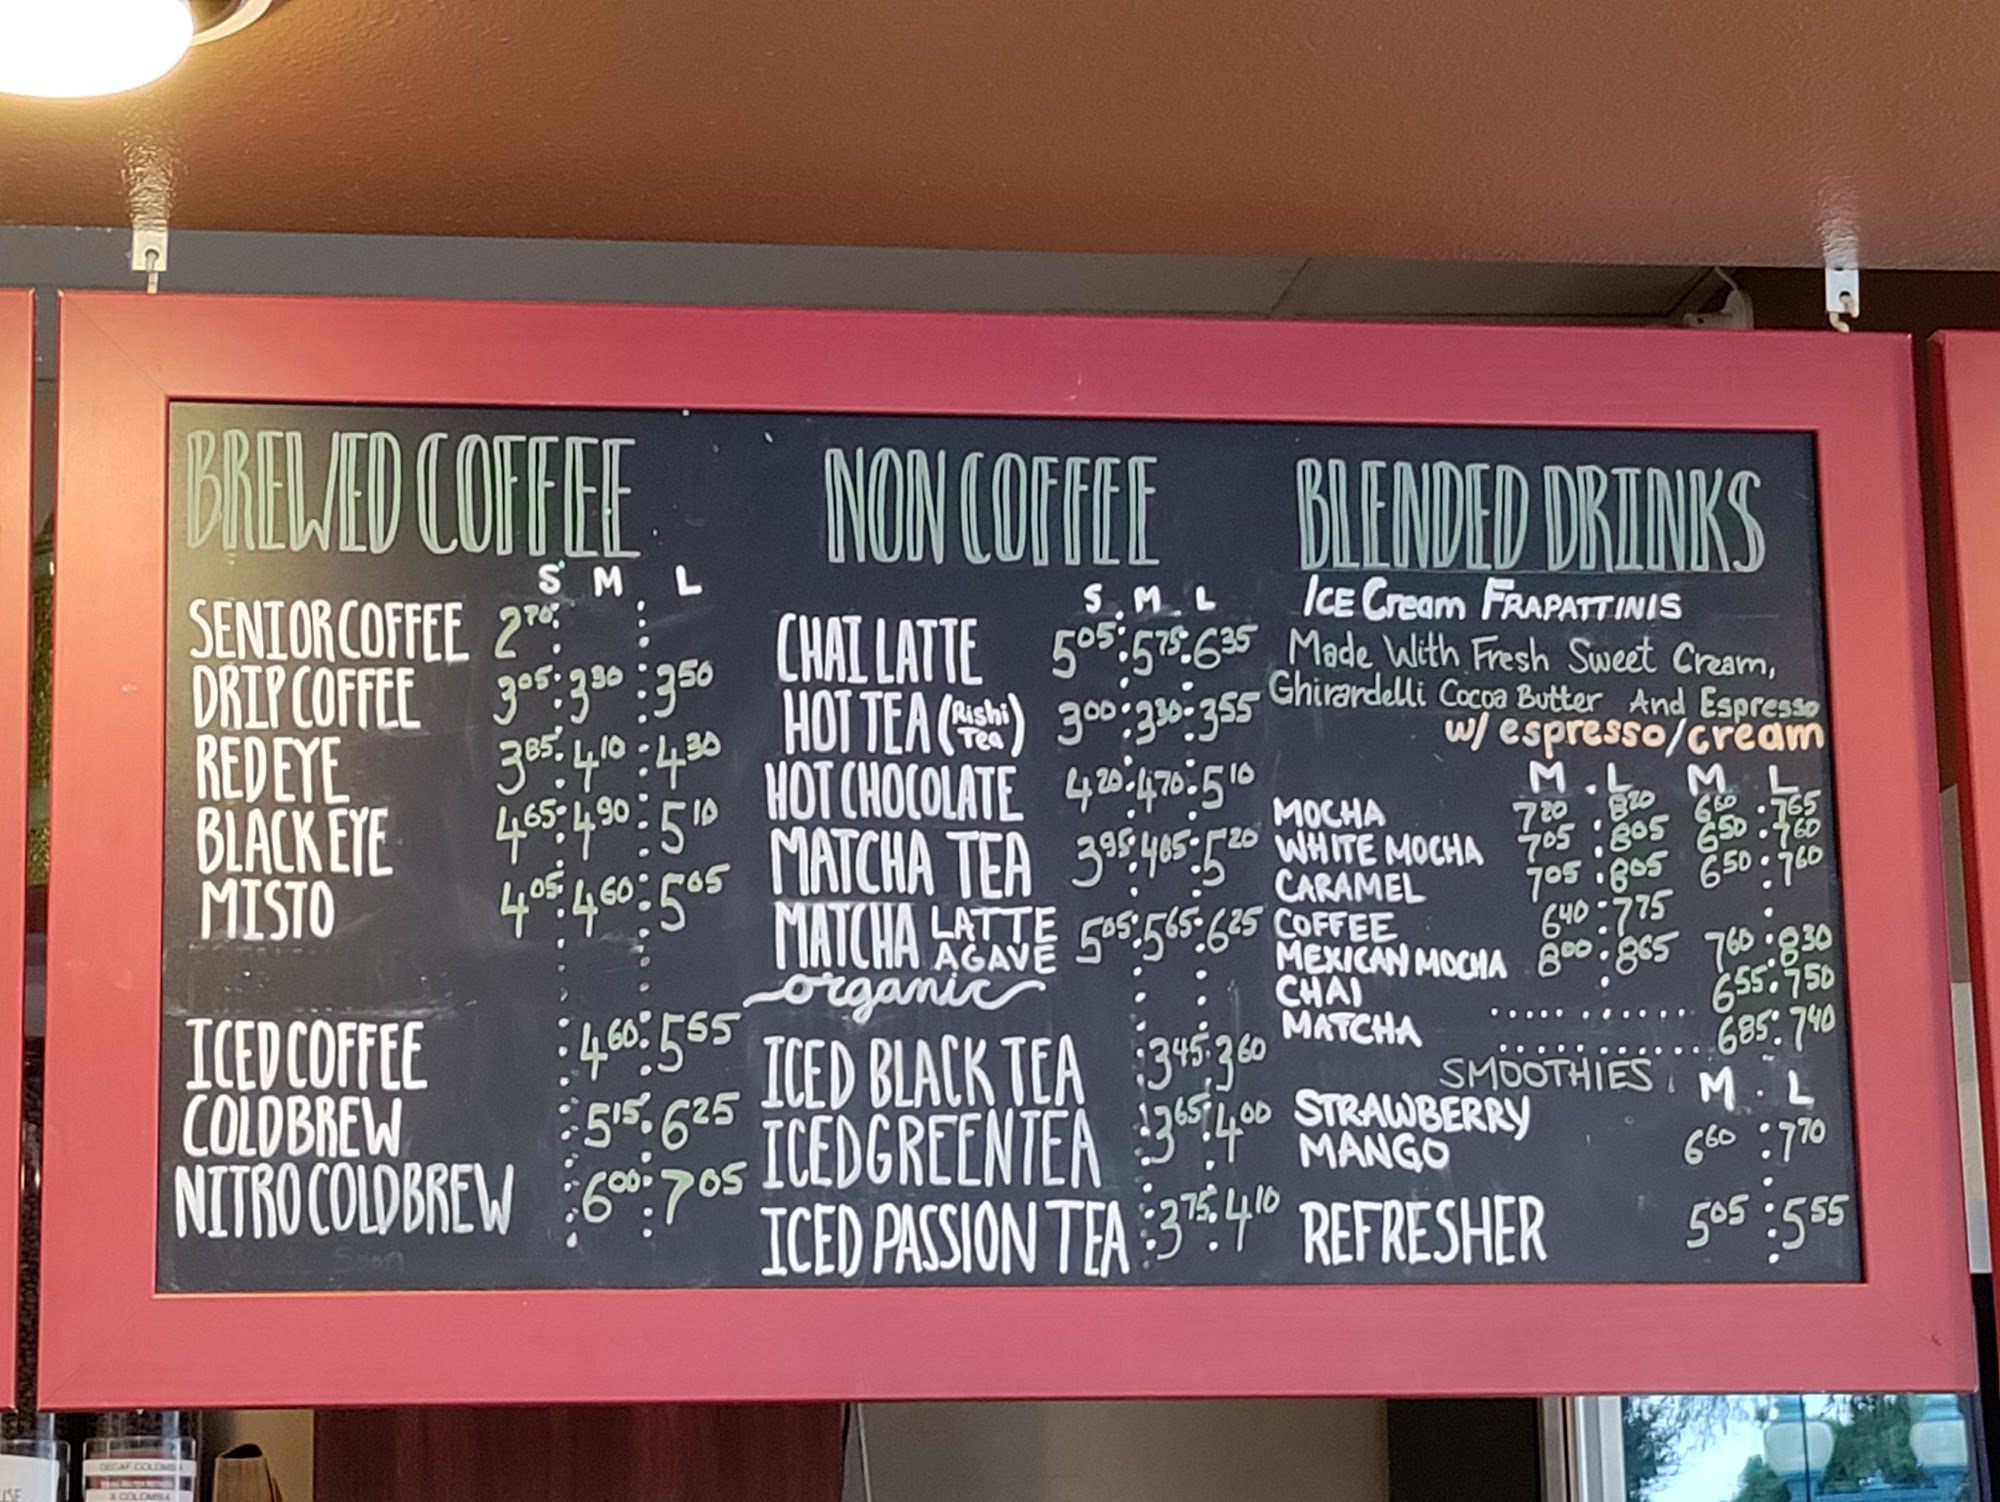 BREWED COFFEE
S M L
SENIOR COFFEE 2.70
DRIP COFFEE 3.05 3.30 3.50
RED EYE 3.85 4.10 4.30
BLACK EYE 4.65 4.90 5.10
MISTO 4.05 4.60 5.05
ICED COFFEE 4.60 5.55
COLD BREW 5.15 6.25
NITRO COLD BREW 6.00 7.05
Soon
NON COFFEE
S M L
CHAI LATTE 5.05 5.75 6.35
HOT TEA (Rishi Tea) 3.00 3.30 3.55
HOT CHOCOLATE 4.20 4.70 5.10
MATCHA TEA 3.95 4.85 5.20
MATCHA LATTE AGAVE 5.05 5.65 6.25
organic
ICED BLACK TEA 3.45 3.60
ICED GREEN TEA 3.65 4.00
ICED PASSION TEA 3.75 4.10
BLENDED DRINKS
ICE Cream FRAPATTINIS
Made With Fresh Sweet Cream,
Ghirardelli Cocoa Butter And Espresso
w/ espresso/cream
M L M L
MOCHA 7.20 8.20 6.60 7.65
WHITE MOCHA 7.05 8.05 6.50 7.60
CARAMEL 7.05 8.05 6.50 7.60
COFFEE 6.40 7.75
MEXICAN MOCHA 8.00 8.65 7.60 8.30
CHAI 6.55 7.50
MATCHA 6.85 7.40
SMOOTHIES M L
STRAWBERRY
MANGO 6.60 7.70
REFRESHER 5.05 5.55
DECAF COLOMBIA
& COLOMBIA